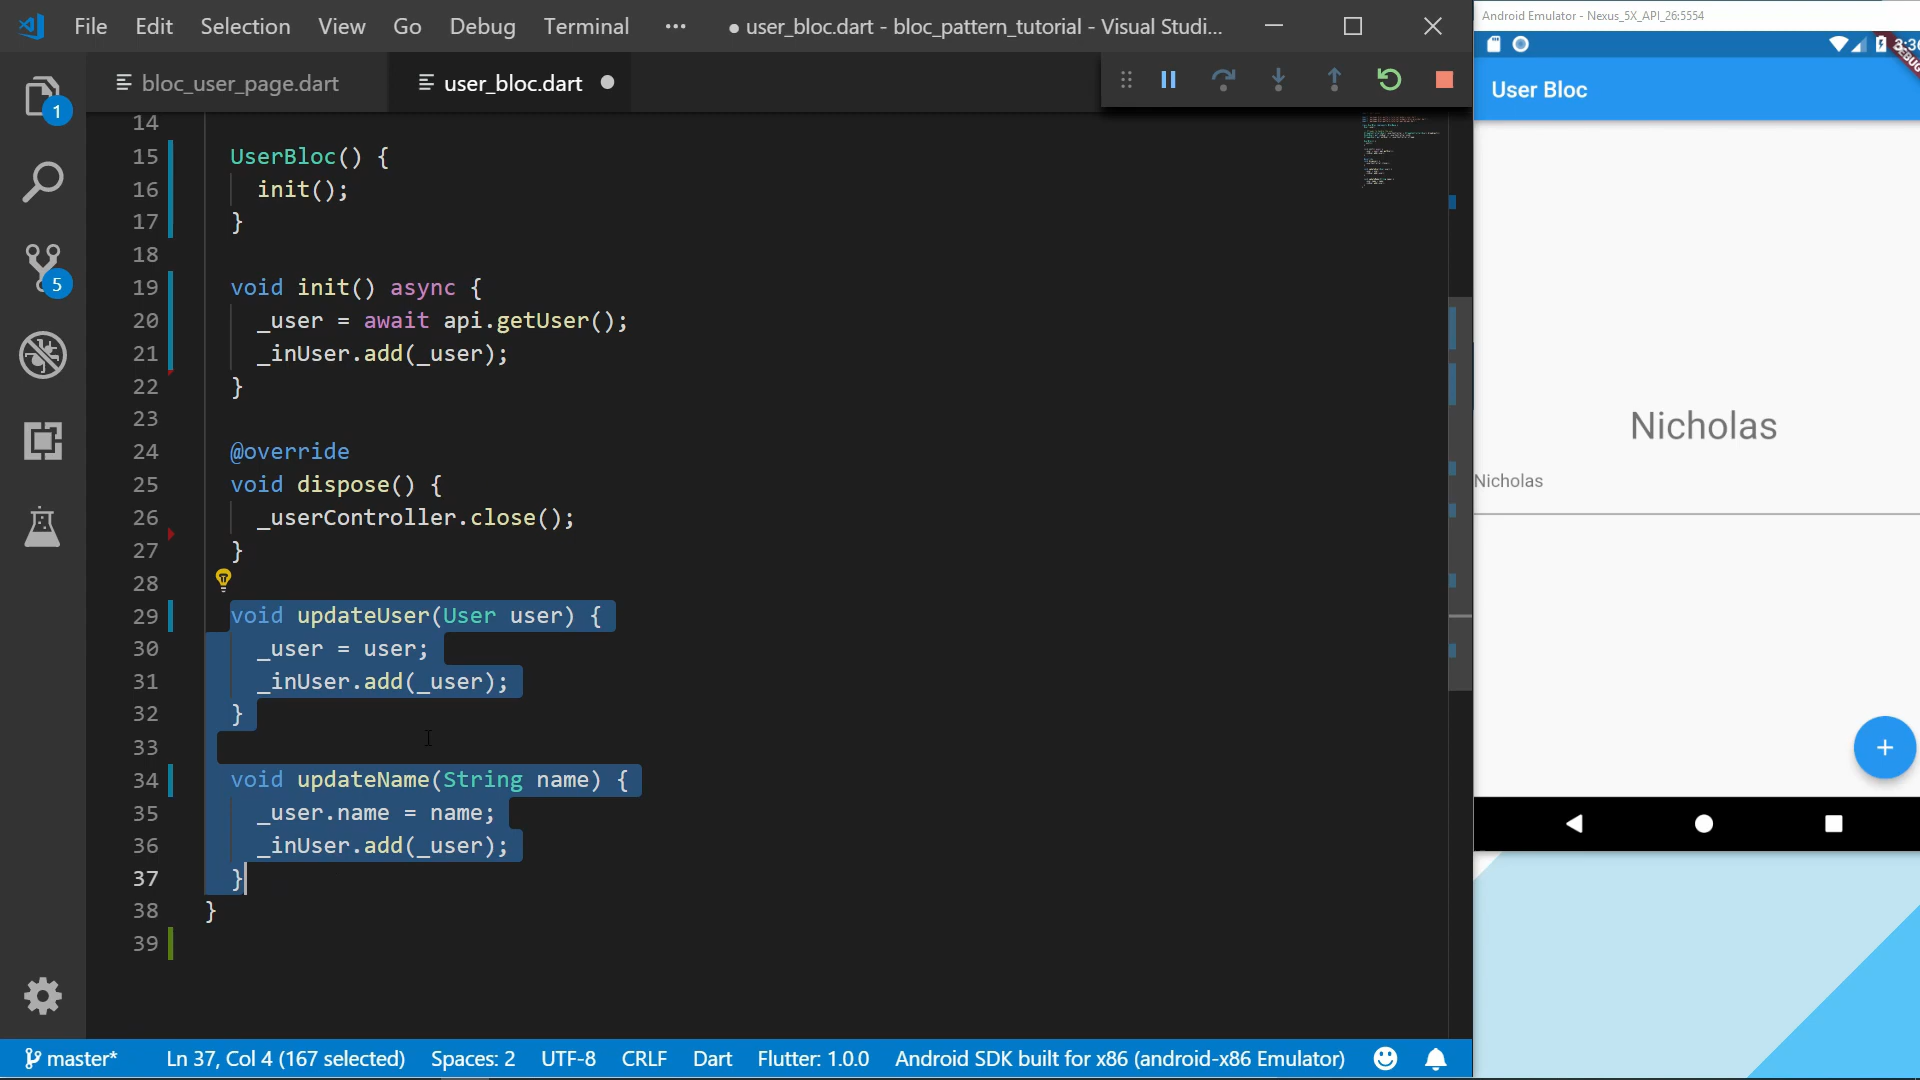 File Edit Selection View Go Debug Terminal ··· ● user_bloc.dart - bloc_pattern_tutorial - Visual Studi...
Android Emulator - Nexus_5X_API_26:5554
bloc_user_page.dart user_bloc.dart
User Bloc
1
5
14
15 UserBloc() {
16 init();
17 }
18
19 void init() async {
20 _user = await api.getUser();
21 _inUser.add(_user);
22 }
23
24 @override
25 void dispose() {
26 _userController.close();
27 }
28
29 void updateUser(User user) {
30 _user = user;
31 _inUser.add(_user);
32 }
33
34 void updateName(String name) {
35 _user.name = name;
36 _inUser.add(_user);
37 }
38 }
39
Nicholas
Nicholas
+
master* Ln 37, Col 4 (167 selected) Spaces: 2 UTF-8 CRLF Dart Flutter: 1.0.0 Android SDK built for x86 (android-x86 Emulator)